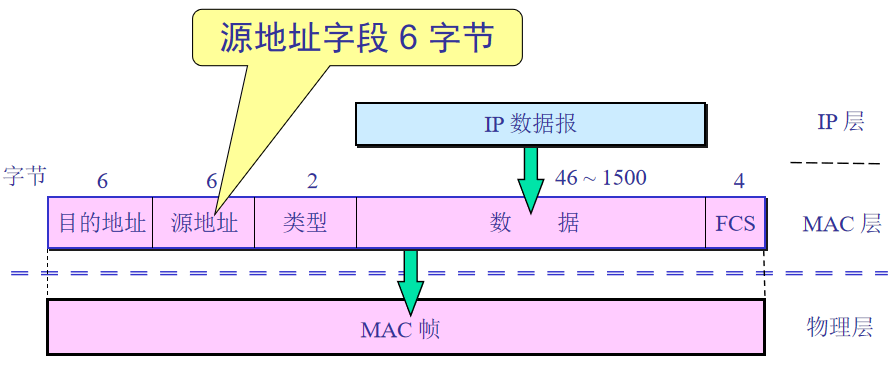 源地址字段 6 字节
IP 数据报
IP 层
字节 6 6 2 46 ~ 1500 4
目的地址 源地址 类型 数 据 FCS MAC 层
MAC 帧 物理层